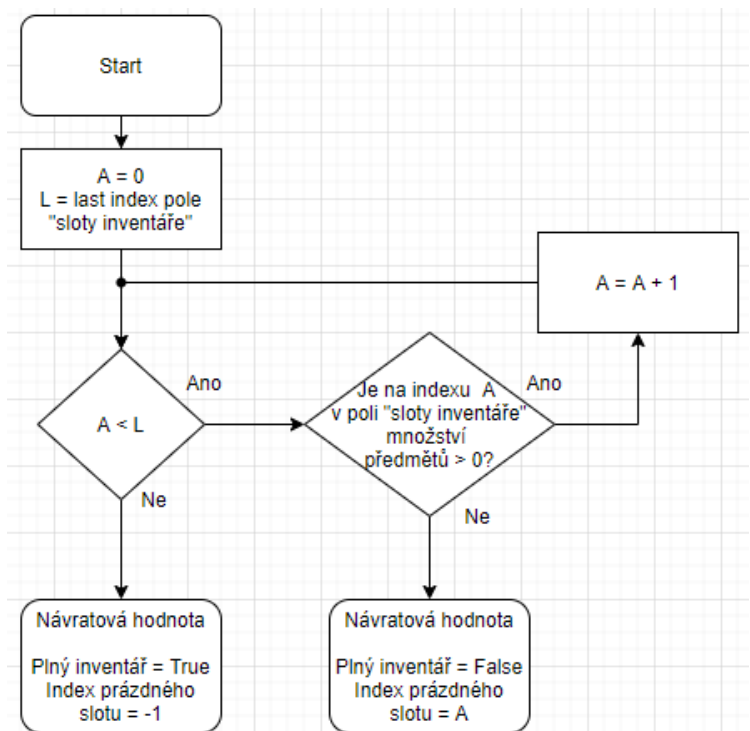 Start
A = 0
L = last index pole
"sloty inventáře"
A = A + 1
A < L
Ano
Je na indexu A
v poli "sloty inventáře"
množství
předmětů > 0?
Ano
Ne
Ne
Návratová hodnota
Plný inventář = True
Index prázdného
slotu = -1
Návratová hodnota
Plný inventář = False
Index prázdného
slotu = A